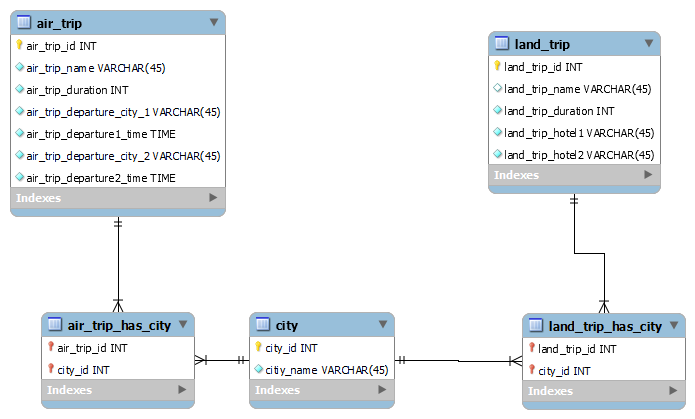 air_trip
air_trip_id INT
air_trip_name VARCHAR(45)
air_trip_duration INT
air_trip_departure_city_1 VARCHAR(45)
air_trip_departure1_time TIME
air_trip_departure_city_2 VARCHAR(45)
air_trip_departure2_time TIME
Indexes
land_trip
land_trip_id INT
land_trip_name VARCHAR(45)
land_trip_duration INT
land_trip_hotel1 VARCHAR(45)
land_trip_hotel2 VARCHAR(45)
Indexes
air_trip_has_city
air_trip_id INT
city_id INT
Indexes
city
city_id INT
citiy_name VARCHAR(45)
Indexes
land_trip_has_city
land_trip_id INT
city_id INT
Indexes